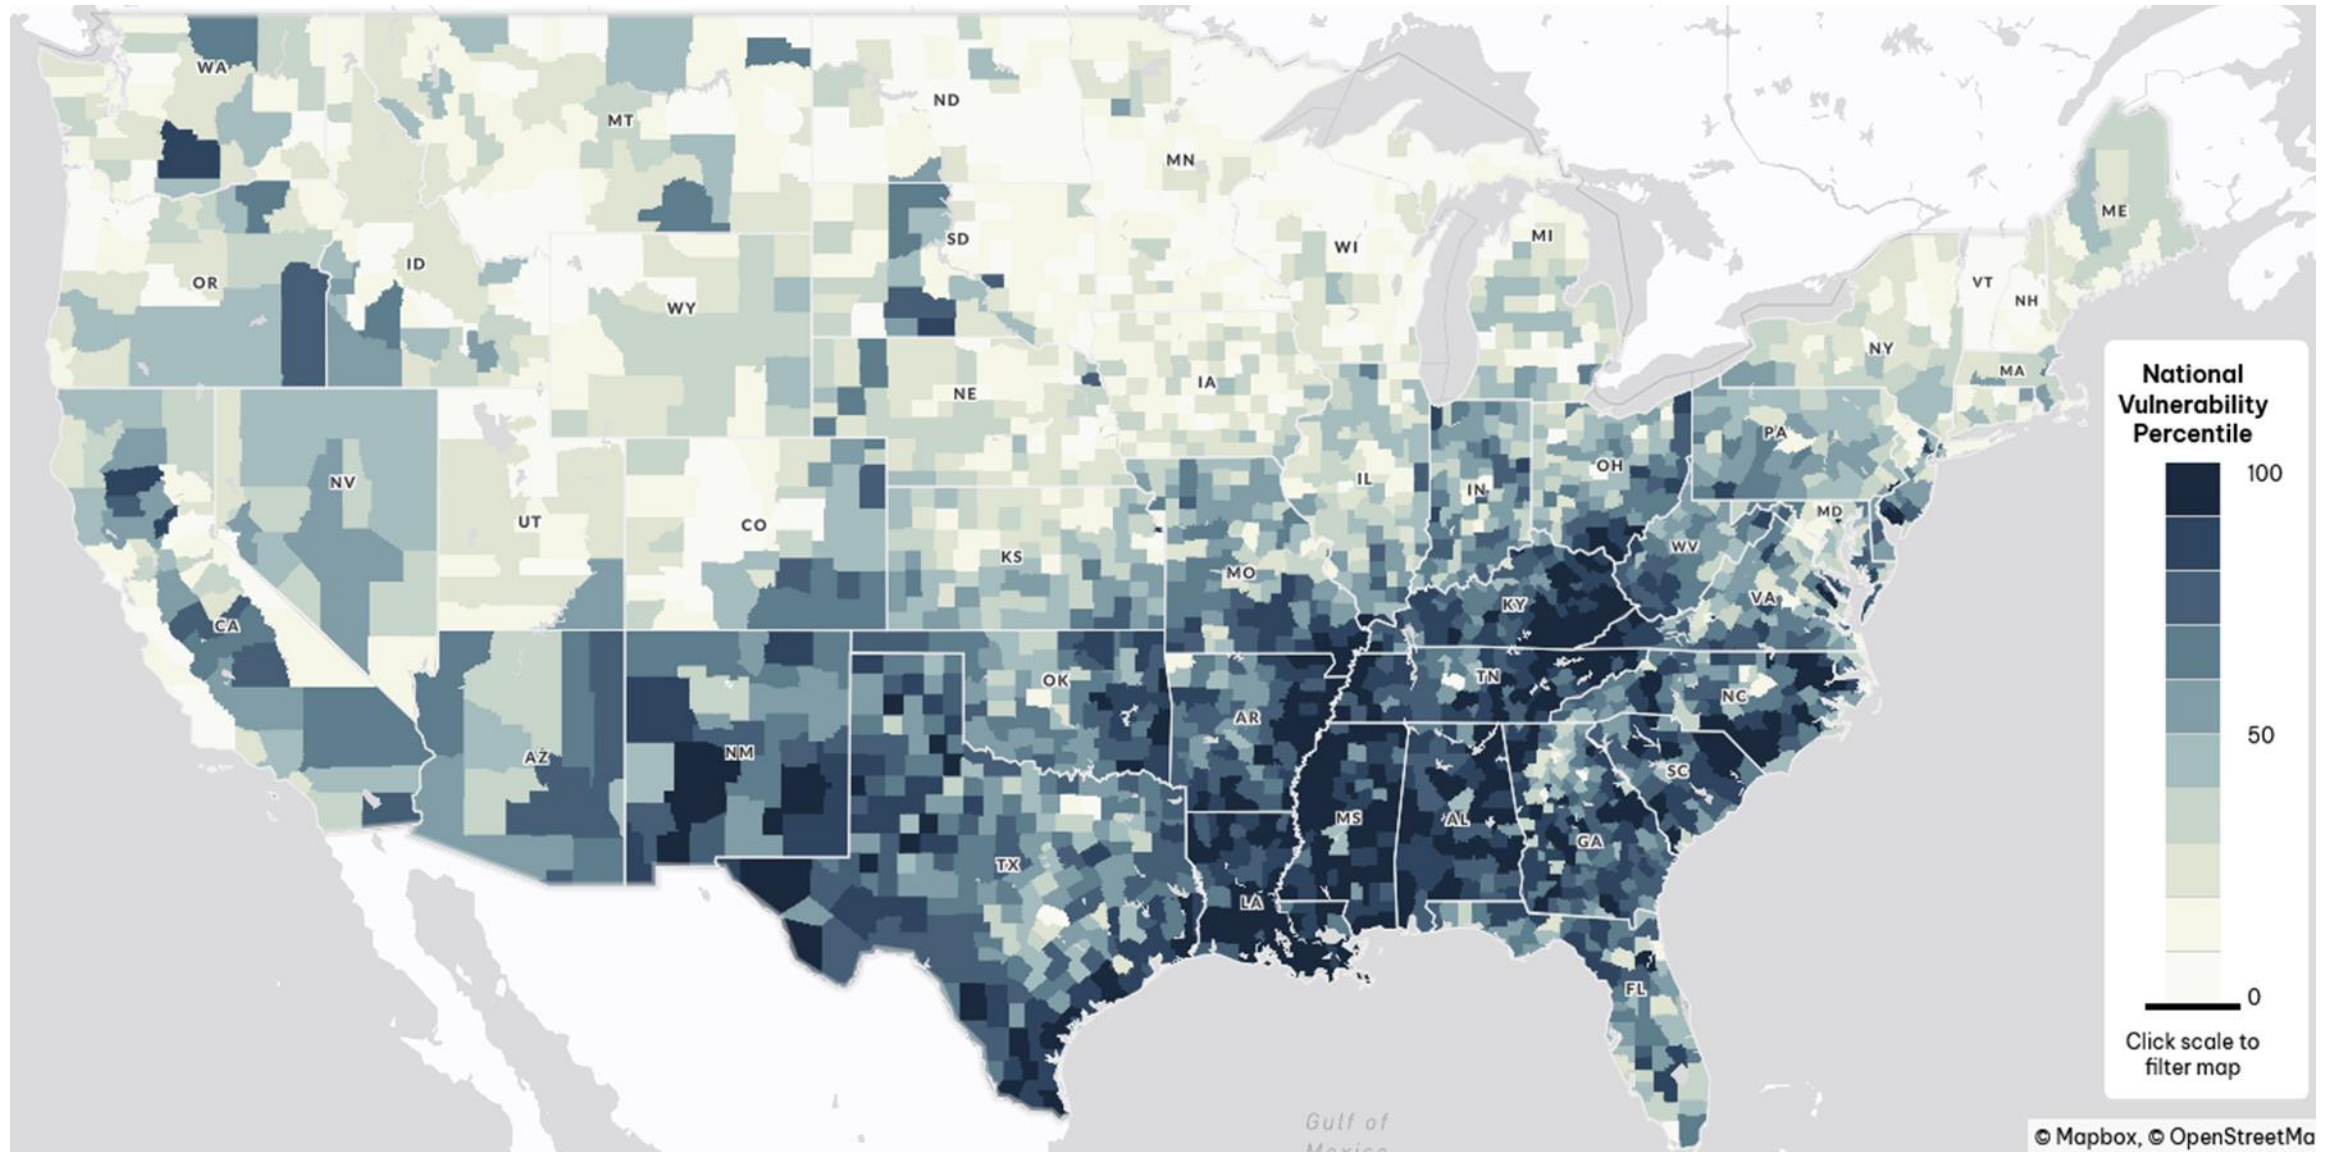 WA
MT
ND
MN
OR
ID
WY
SD
WI
MI
ME
VT
NH
NY
MA
NE
IA
NV
UT
CO
KS
MO
IL
IN
OH
PA
MD
WV
VA
KY
CA
AZ
NM
OK
AR
TN
NC
SC
TX
LA
MS
AL
GA
FL
Gulf of
Mexico
National
Vulnerability
Percentile
100
50
0
Click scale to
filter map
© Mapbox, © OpenStreetMa